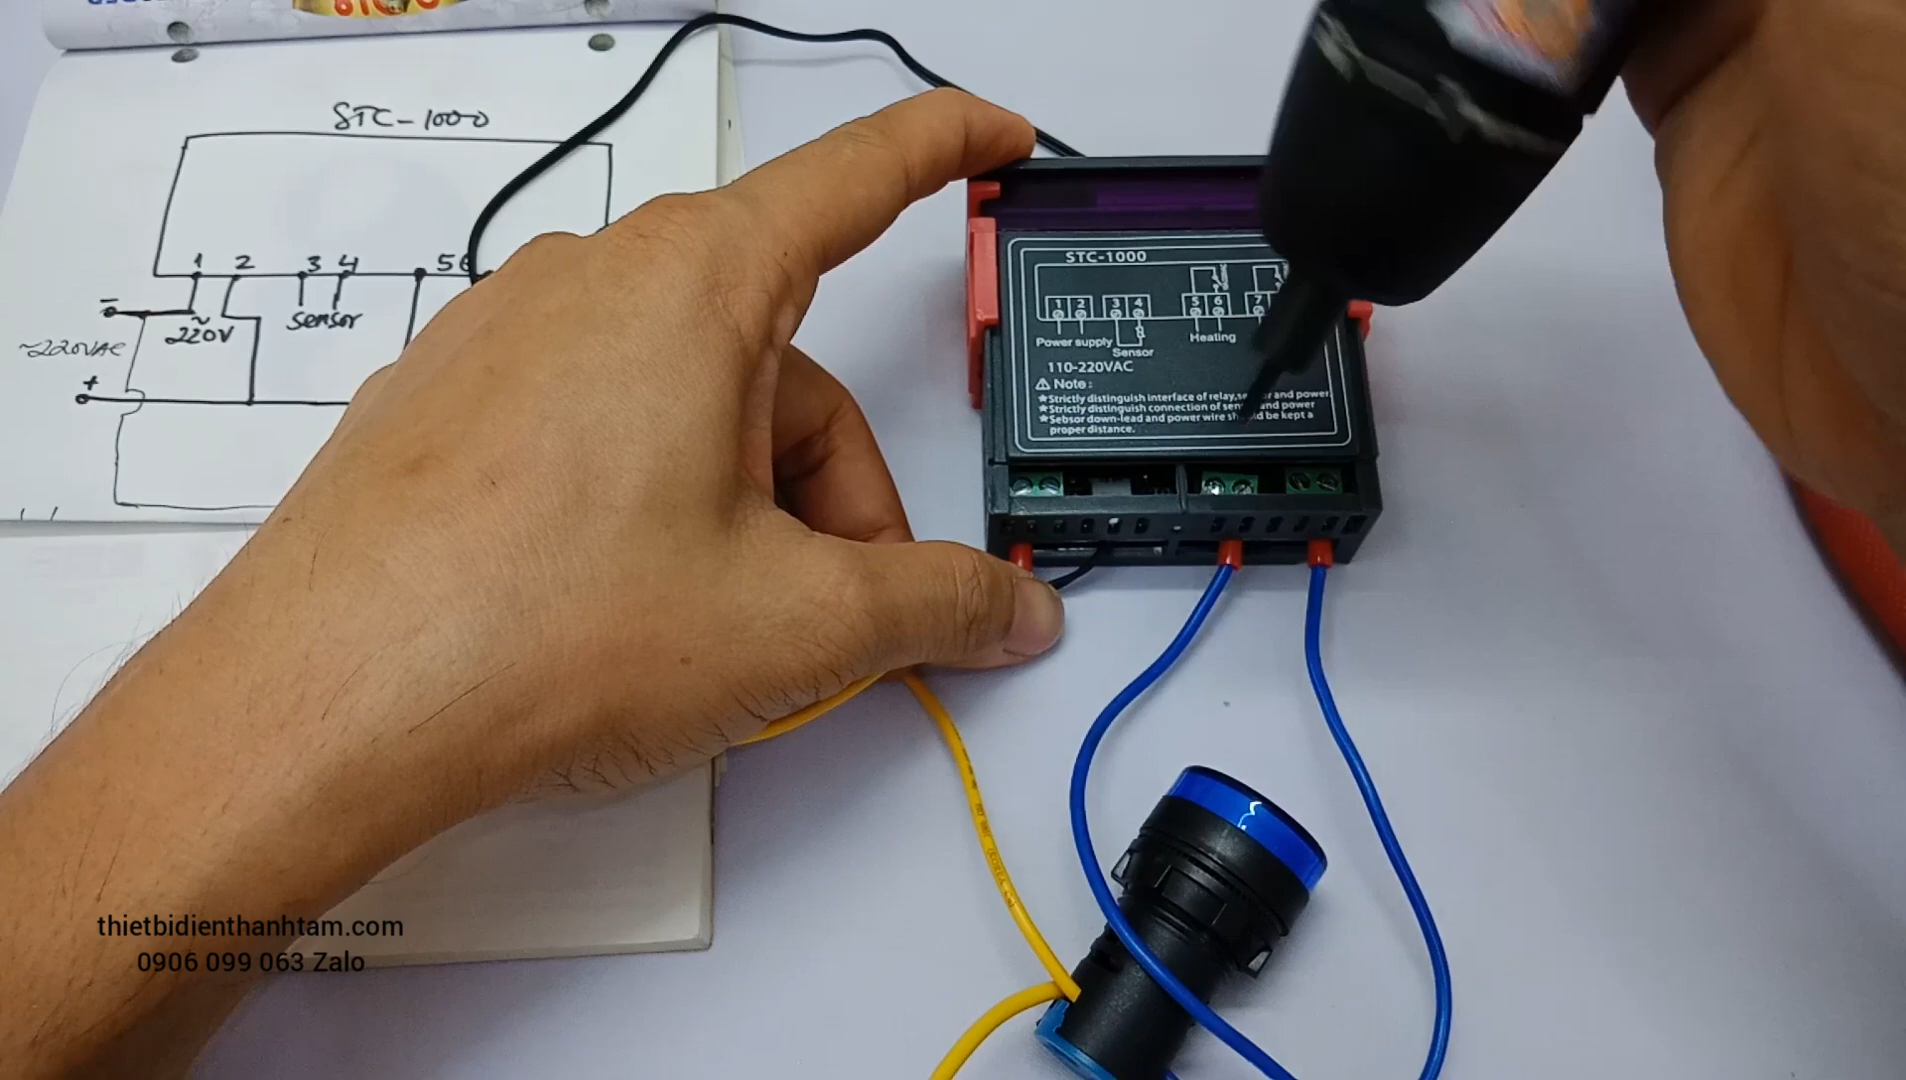 STC-1000
1 2 3 4 5 6
220V
sensor
~220VAC
- 
+
STC-1000
1 2 3 4 5 6 7
Power supply
Sensor
Heating
110-220VAC
Note:
★Strictly distinguish interface of relay, and power.
★Strictly distinguish connection of and power
★Sebsor down-lead and power wire be kept a
proper distance.
thietbidienthanhtam.com
0906 099 063 Zalo